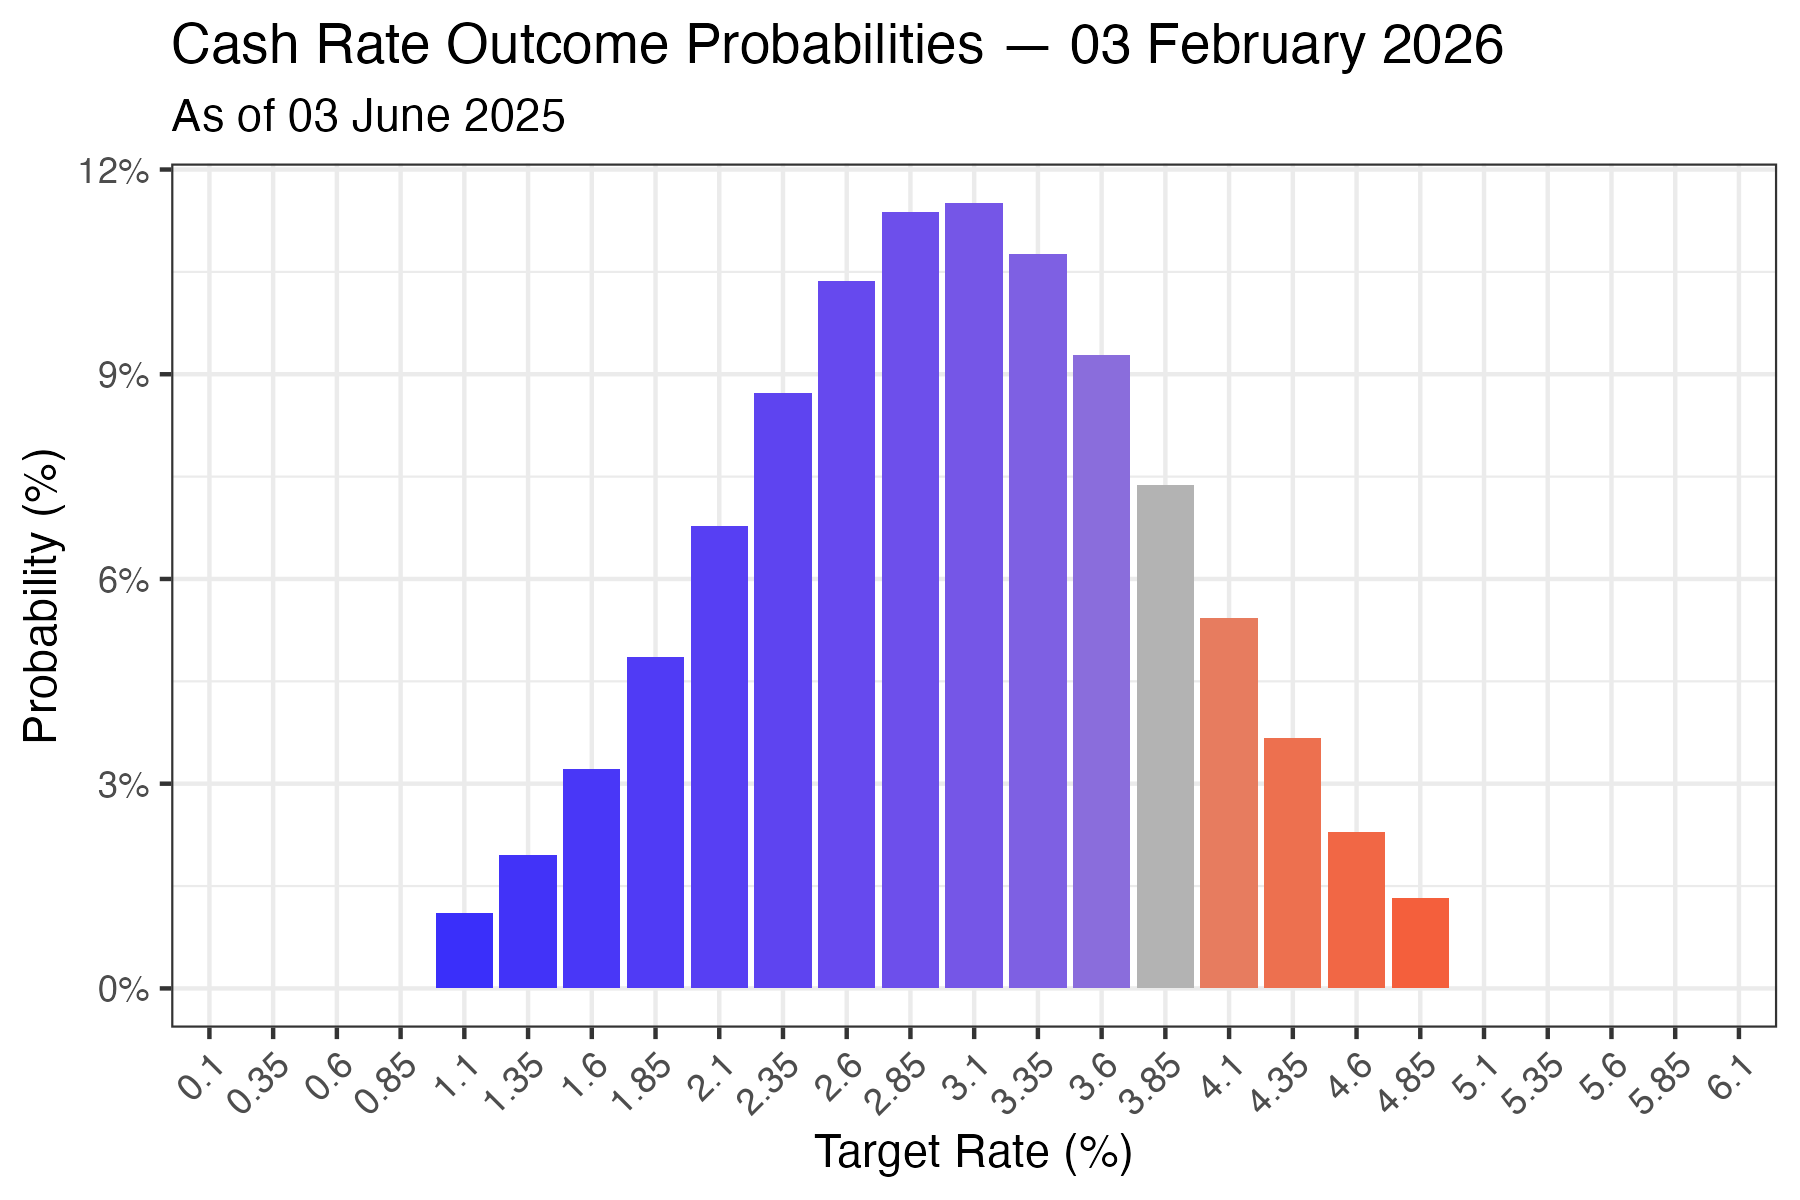 Cash Rate Outcome Probabilities — 03 February 2026
As of 03 June 2025
12%
9%
6%
3%
0%
Probability (%)
0.1 0.35 0.6 0.85 1.1 1.35 1.6 1.85 2.1 2.35 2.6 2.85 3.1 3.35 3.6 3.85 4.1 4.35 4.6 4.85 5.1 5.35 5.6 5.85 6.1
Target Rate (%)